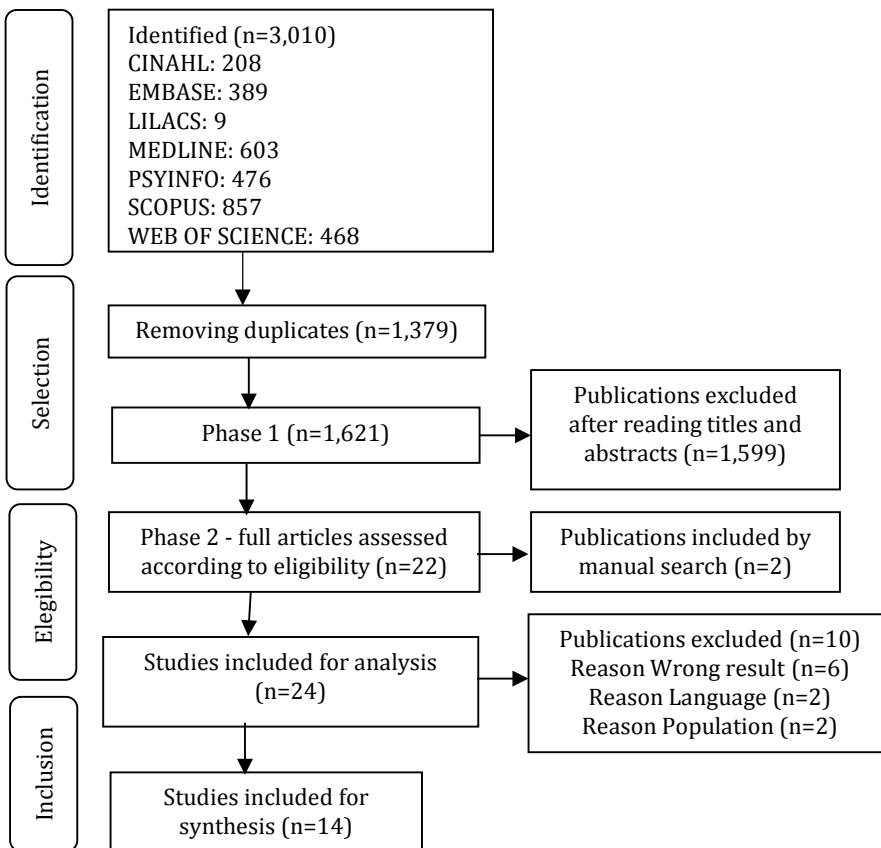 Identification
Identified (n=3,010)
CINAHL: 208
EMBASE: 389
LILACS: 9
MEDLINE: 603
PSYINFO: 476
SCOPUS: 857
WEB OF SCIENCE: 468
Selection
Removing duplicates (n=1,379)
Phase 1 (n=1,621)
Publications excluded
after reading titles and
abstracts (n=1,599)
Elegibility
Phase 2 - full articles assessed
according to eligibility (n=22)
Publications included by
manual search (n=2)
Studies included for analysis
(n=24)
Publications excluded (n=10)
Reason Wrong result (n=6)
Reason Language (n=2)
Reason Population (n=2)
Inclusion
Studies included for
synthesis (n=14)